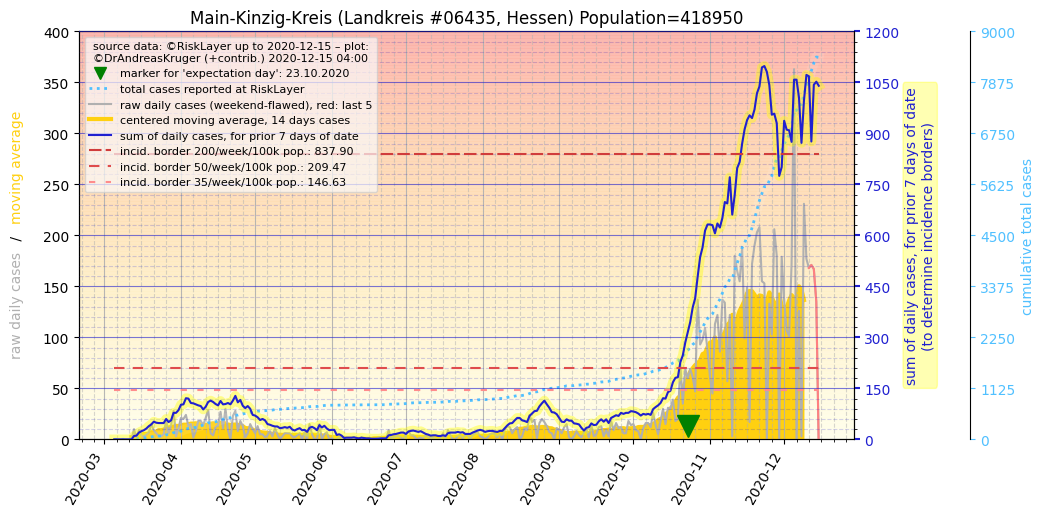 Main-Kinzig-Kreis (Landkreis #06435, Hessen) Population=418950
source data: ©RiskLayer up to 2020-12-15 – plot:
©DrAndreasKruger (+contrib.) 2020-12-15 04:00
marker for 'expectation day': 23.10.2020
total cases reported at RiskLayer
raw daily cases (weekend-flawed), red: last 5
centered moving average, 14 days cases
sum of daily cases, for prior 7 days of date
incid. border 200/week/100k pop.: 837.90
incid. border 50/week/100k pop.: 209.47
incid. border 35/week/100k pop.: 146.63
raw daily cases / moving average
400
350
300
250
200
150
100
50
0
2020-03
2020-04
2020-05
2020-06
2020-07
2020-08
2020-09
2020-10
2020-11
2020-12
1200
1050
900
750
600
450
300
150
0
sum of daily cases, for prior 7 days of date
(to determine incidence borders)
9000
7875
6750
5625
4500
3375
2250
1125
0
cumulative total cases